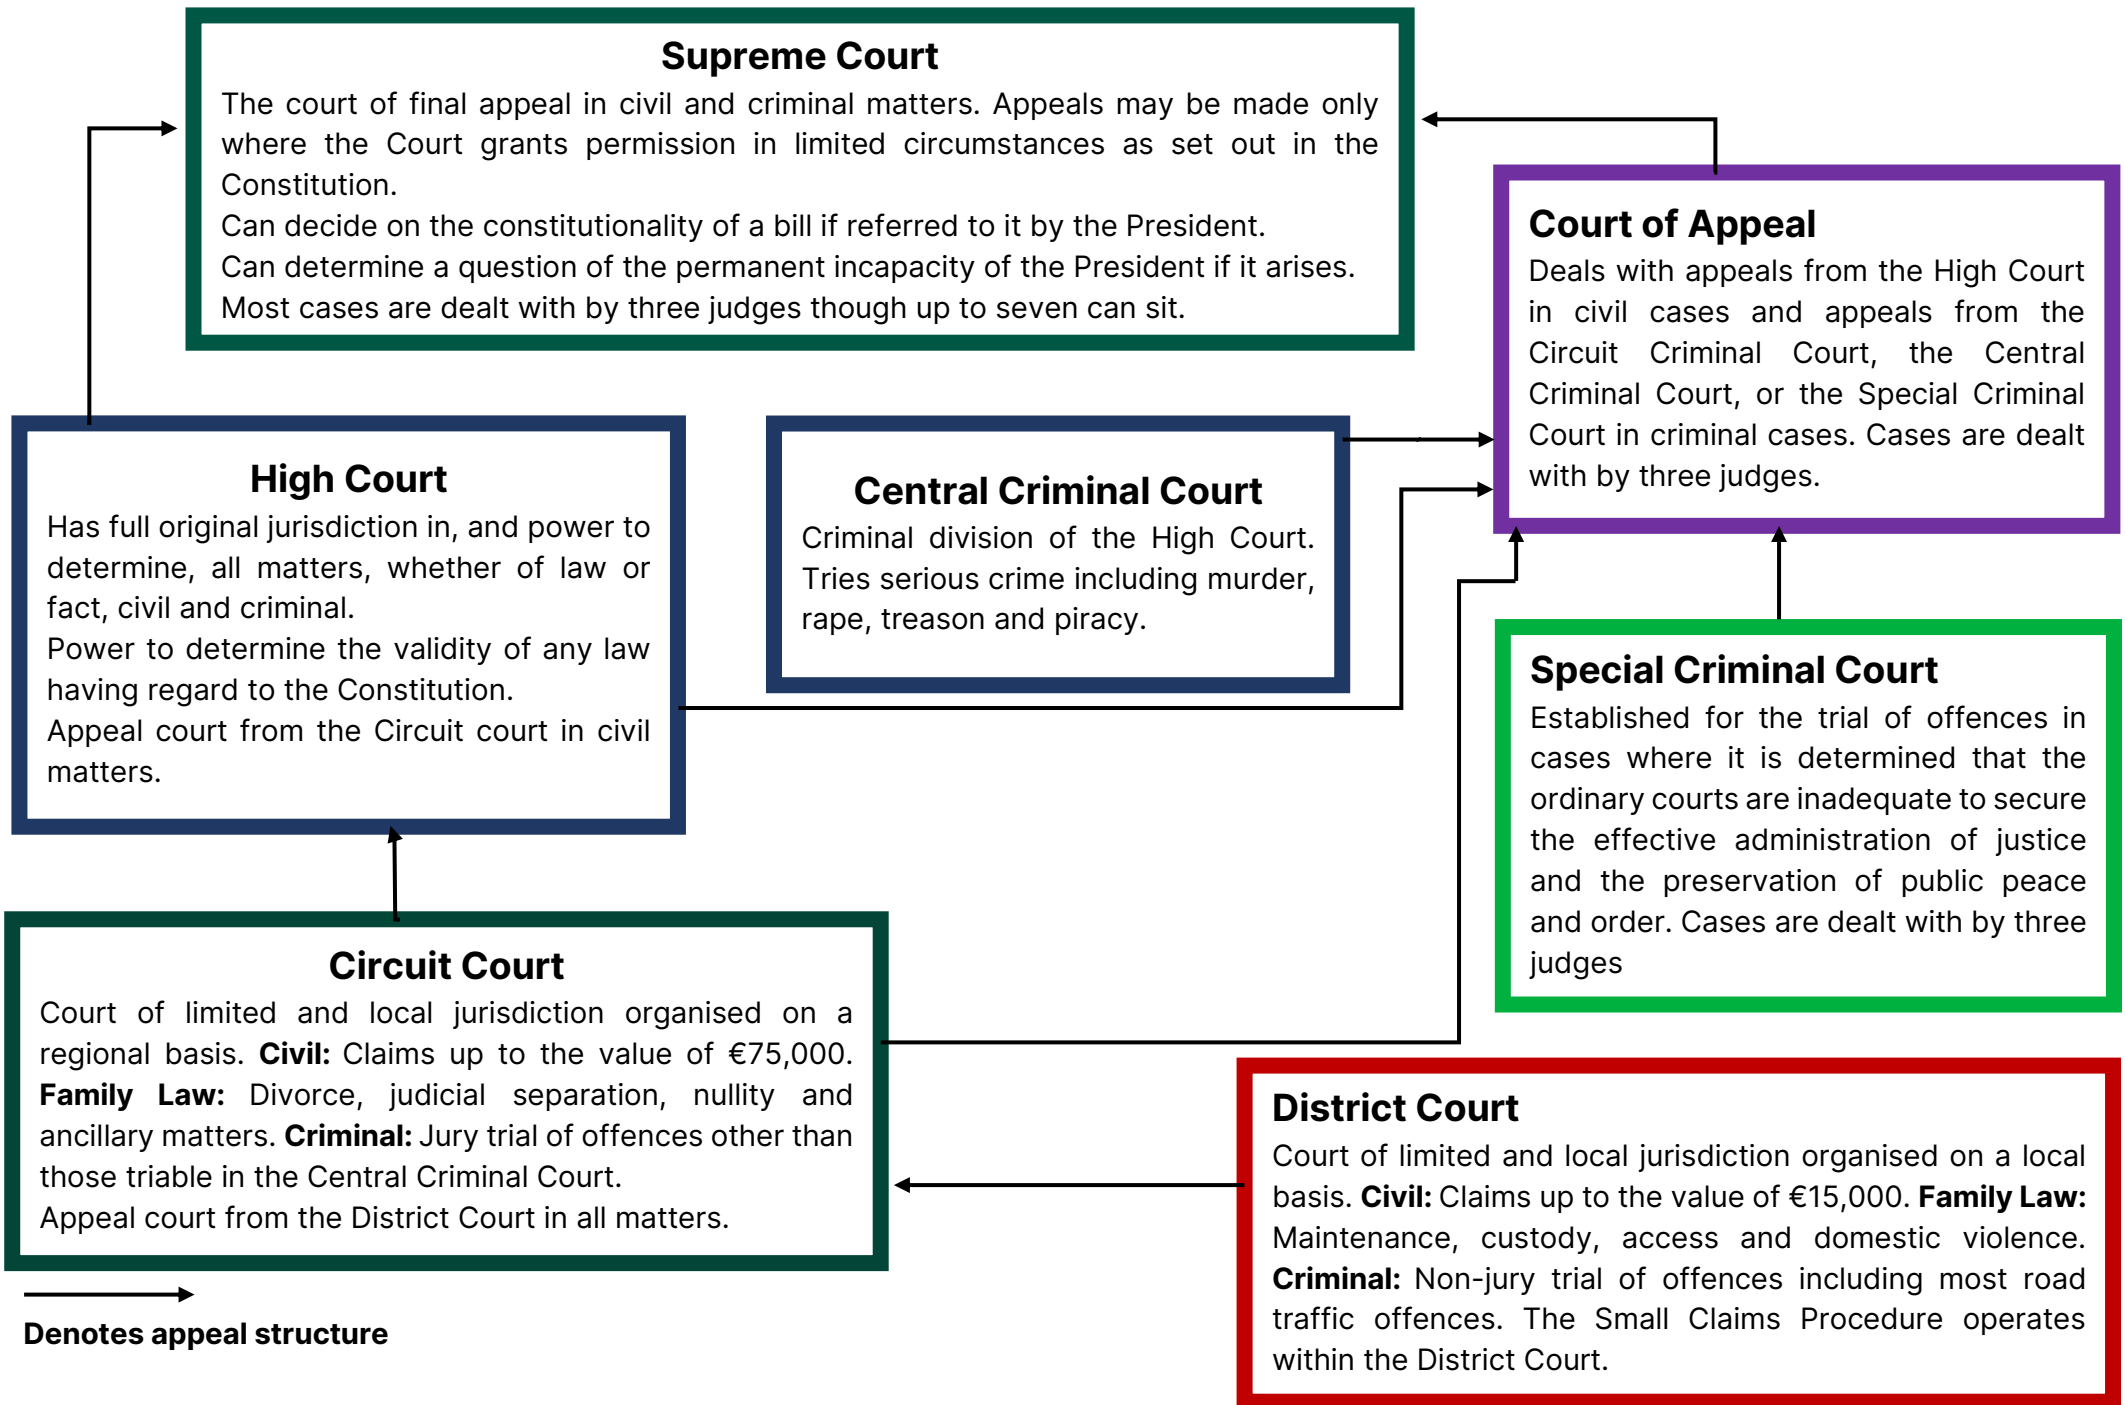 Supreme Court
The court of final appeal in civil and criminal matters. Appeals may be made only
where the Court grants permission in limited circumstances as set out in the
Constitution.
Can decide on the constitutionality of a bill if referred to it by the President.
Can determine a question of the permanent incapacity of the President if it arises.
Most cases are dealt with by three judges though up to seven can sit.
Court of Appeal
Deals with appeals from the High Court
in civil cases and appeals from the
Circuit Criminal Court, the Central
Criminal Court, or the Special Criminal
Court in criminal cases. Cases are dealt
with by three judges.
High Court
Has full original jurisdiction in, and power to
determine, all matters, whether of law or
fact, civil and criminal.
Power to determine the validity of any law
having regard to the Constitution.
Appeal court from the Circuit court in civil
matters.
Central Criminal Court
Criminal division of the High Court.
Tries serious crime including murder,
rape, treason and piracy.
Special Criminal Court
Established for the trial of offences in
cases where it is determined that the
ordinary courts are inadequate to secure
the effective administration of justice
and the preservation of public peace
and order. Cases are dealt with by three
judges
Circuit Court
Court of limited and local jurisdiction organised on a
regional basis. Civil: Claims up to the value of €75,000.
Family Law: Divorce, judicial separation, nullity and
ancillary matters. Criminal: Jury trial of offences other than
those triable in the Central Criminal Court.
Appeal court from the District Court in all matters.
District Court
Court of limited and local jurisdiction organised on a local
basis. Civil: Claims up to the value of €15,000. Family Law:
Maintenance, custody, access and domestic violence.
Criminal: Non-jury trial of offences including most road
traffic offences. The Small Claims Procedure operates
within the District Court.
Denotes appeal structure